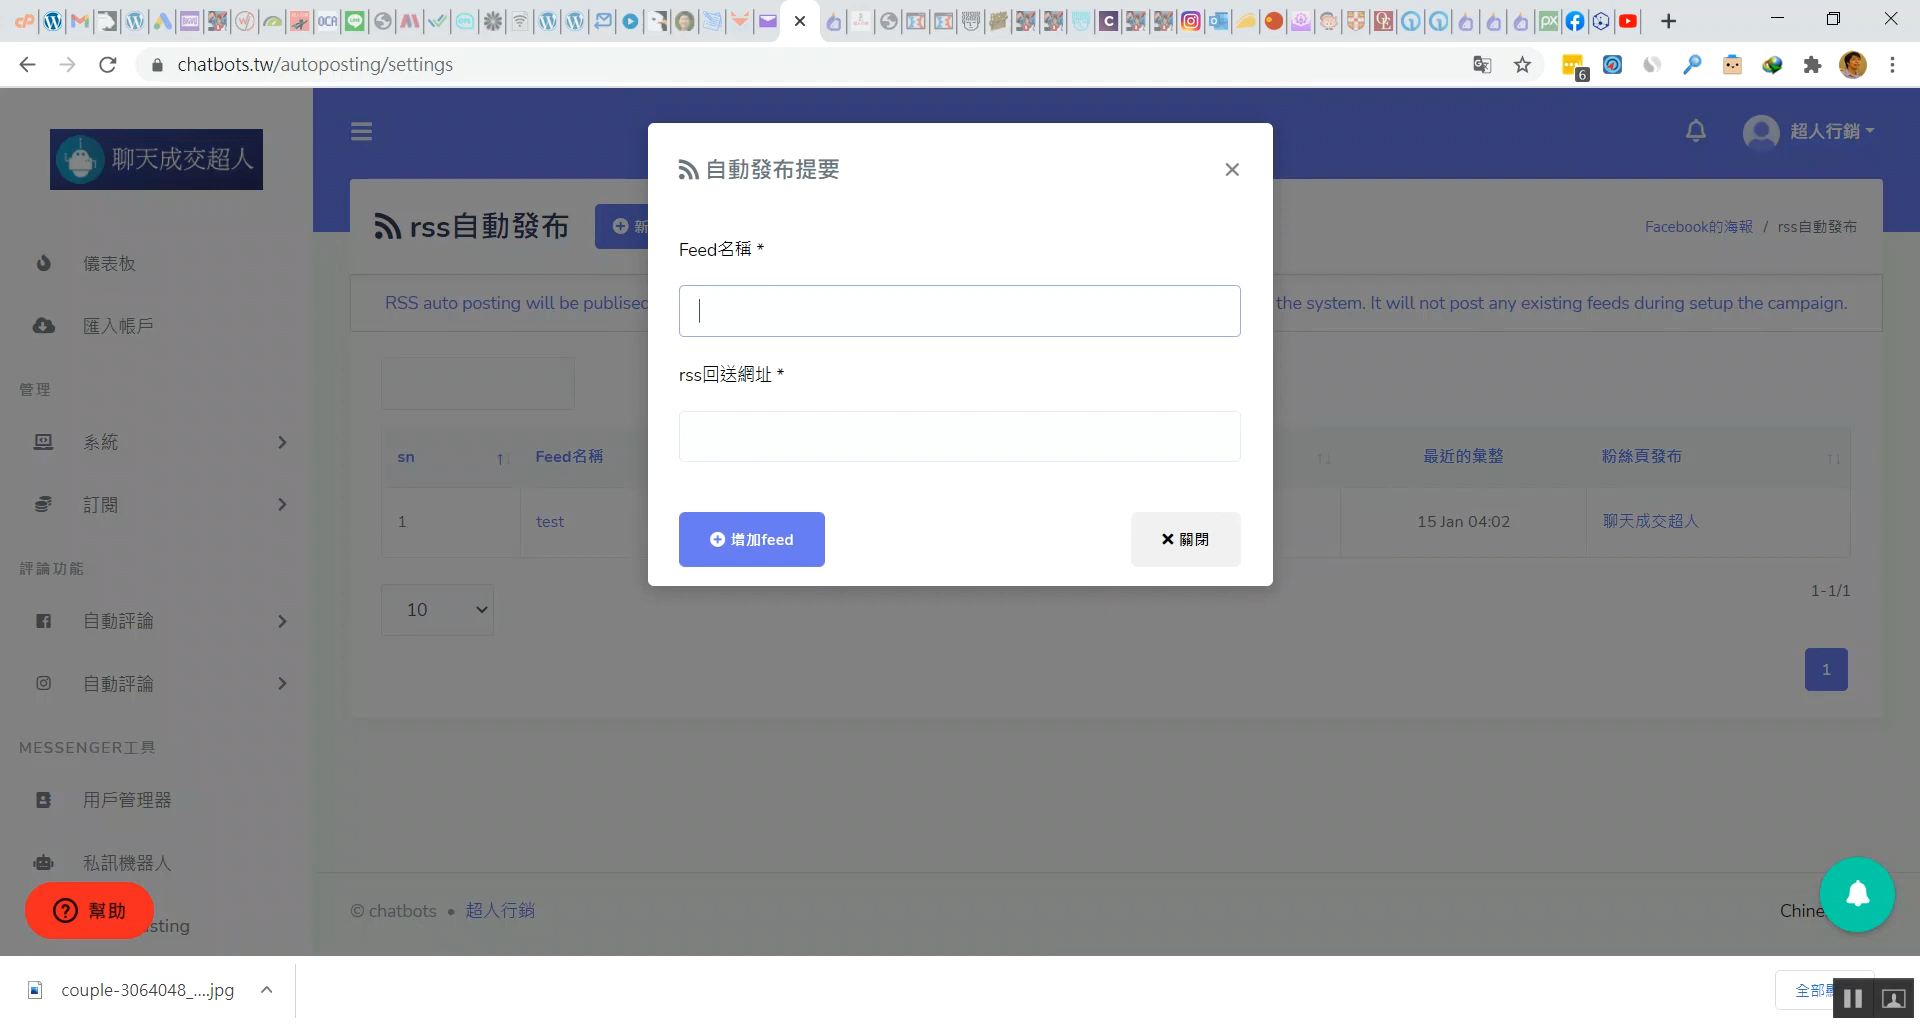 chatbots.tw/autoposting/settings
6
聊天成交超人
超人行銷
自動發布提要
rss自動發布
新
Facebook的海報 / rss自動發布
儀表板
Feed名稱 *
RSS auto posting will be publised
the system. It will not post any existing feeds during setup the campaign.
匯入帳戶
rss回送網址 *
管理
系統
sn
Feed名稱
最近的彙整
粉絲頁發布
訂閱
1
test
15 Jan 04:02
聊天成交超人
增加feed
關閉
評論功能
1-1/1
10
自動評論
1
自動評論
MESSENGER工具
用戶管理器
私訊機器人
幫助
sting
© chatbots • 超人行銷
Chine
couple-3064048_....jpg
全部